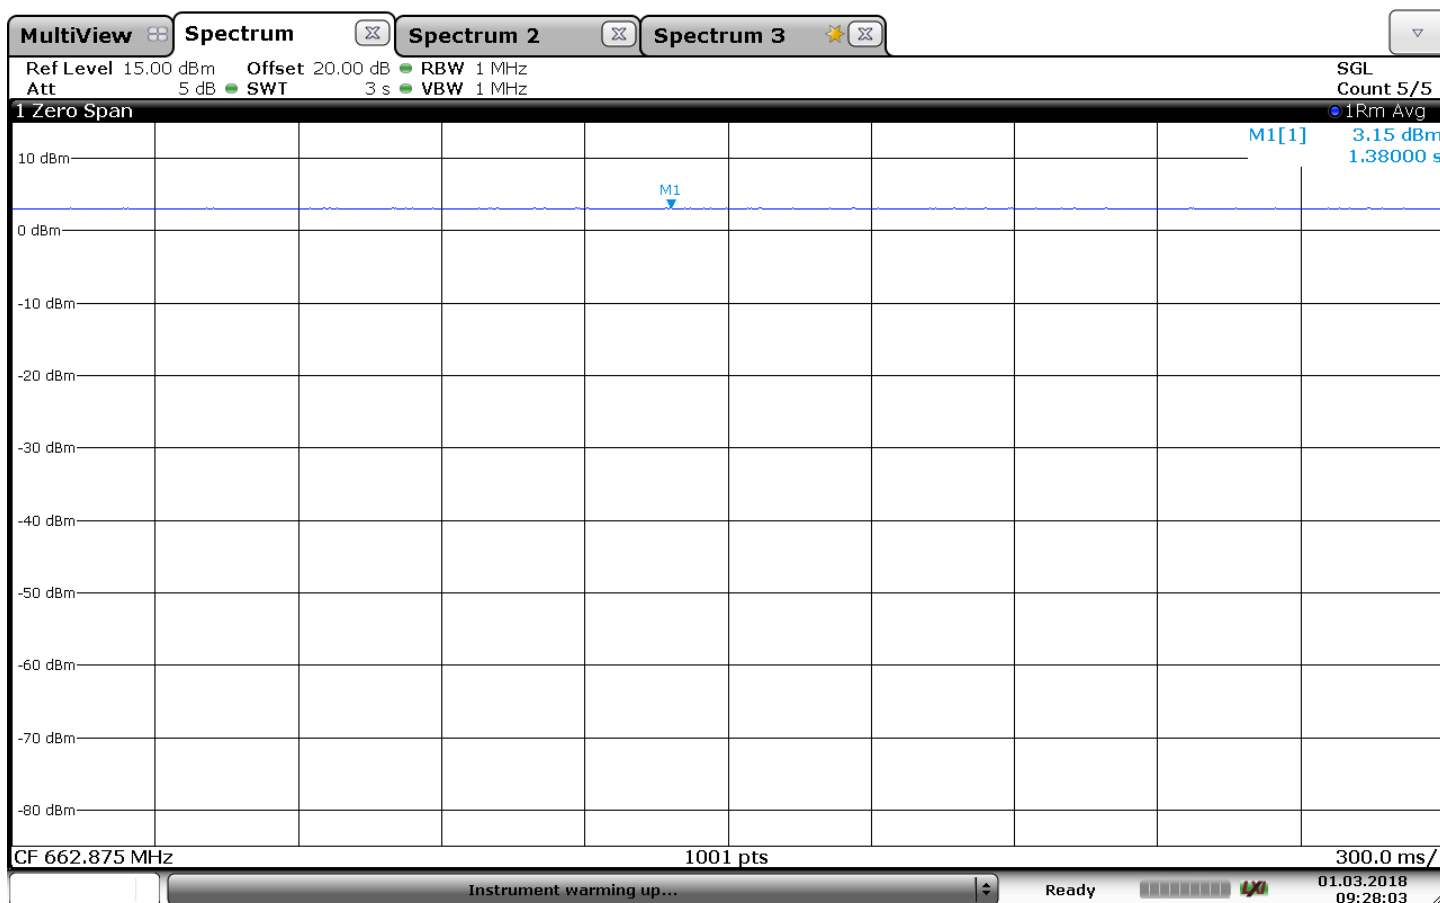 MultiView Spectrum Spectrum 2 Spectrum 3
Ref Level 15.00 dBm Offset 20.00 dB RBW 1 MHz SGL
Att 5 dB SWT 3 s VBW 1 MHz Count 5/5
1 Zero Span 1Rm Avg
M1[1] 3.15 dBm
1.38000 s
10 dBm
M1
0 dBm
-10 dBm
-20 dBm
-30 dBm
-40 dBm
-50 dBm
-60 dBm
-70 dBm
-80 dBm
CF 662.875 MHz 1001 pts 300.0 ms/
Instrument warming up... Ready LXI 01.03.2018
09:28:03